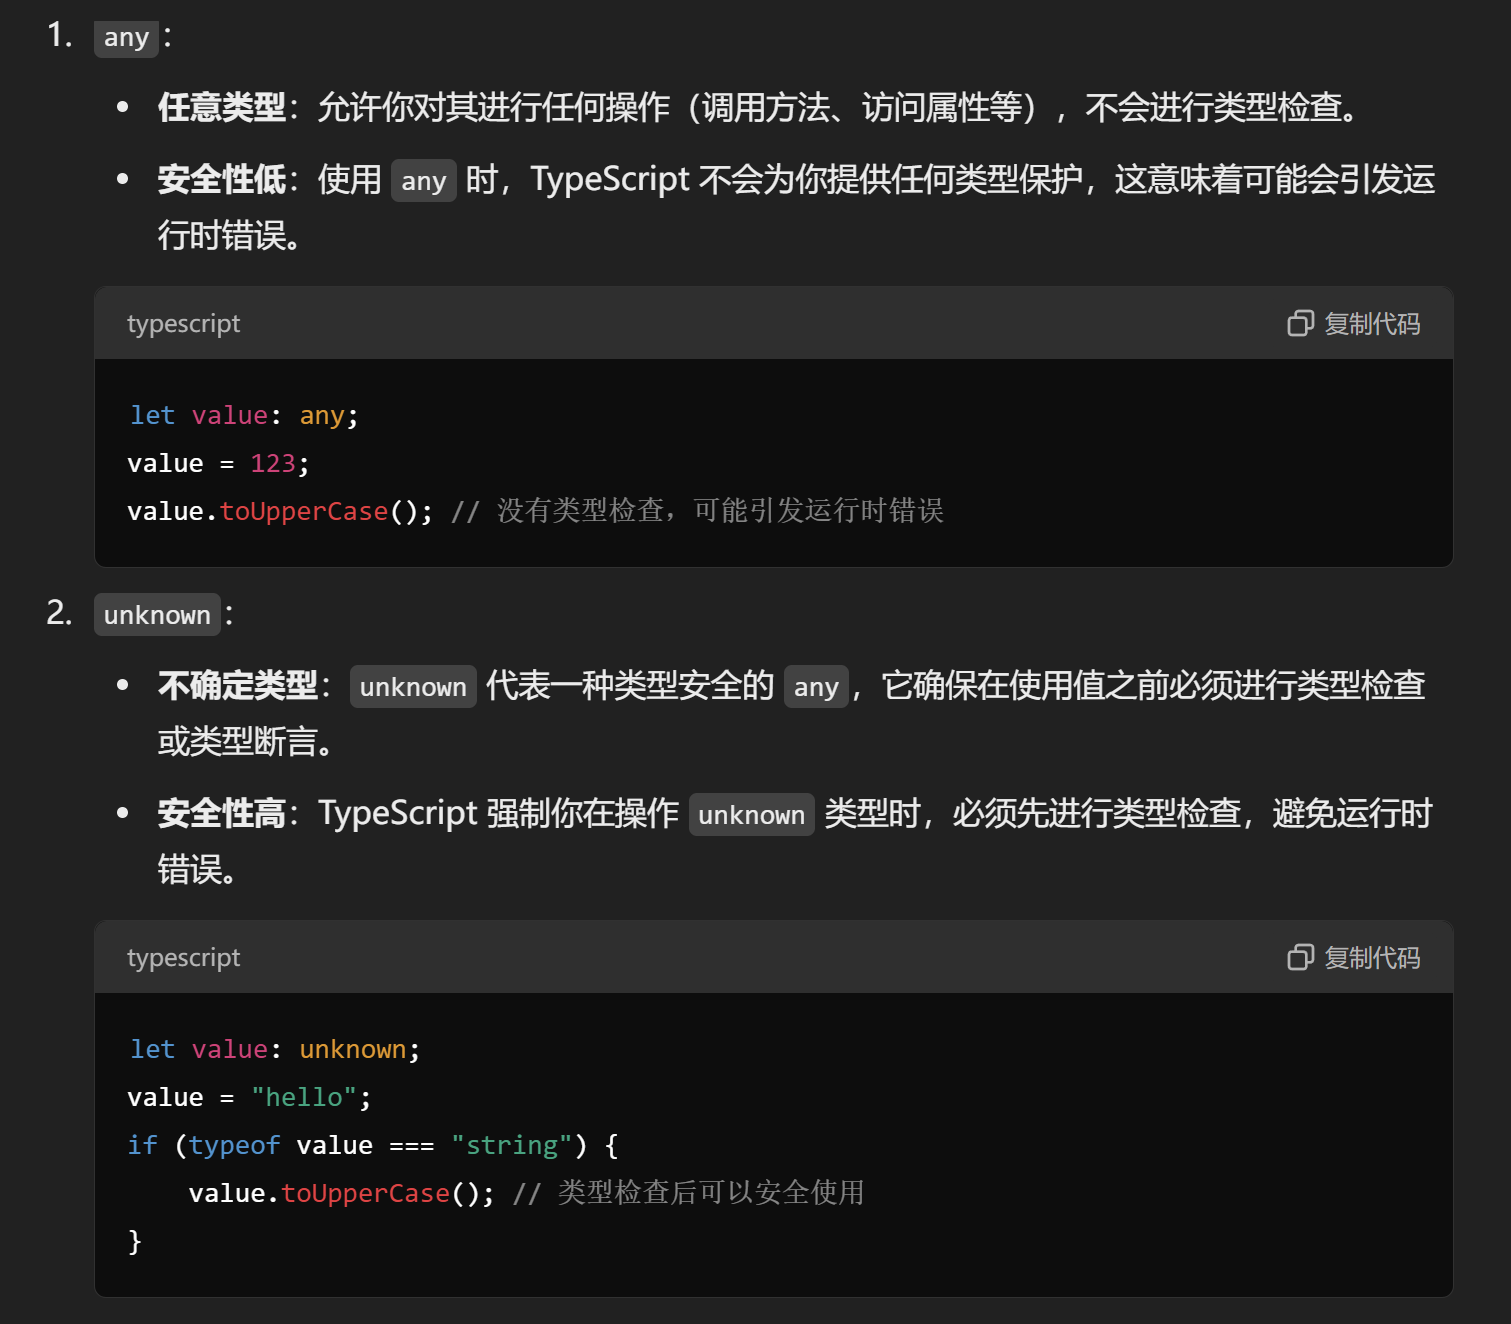 1. any：
• 任意类型：允许你对其进行任何操作（调用方法、访问属性等），不会进行类型检查。
• 安全性低：使用 any 时，TypeScript 不会为你提供任何类型保护，这意味着可能会引发运
行时错误。
typescript 复制代码
let value: any;
value = 123;
value.toUpperCase(); // 没有类型检查，可能引发运行时错误
2. unknown：
• 不确定类型：unknown 代表一种类型安全的 any，它确保在使用值之前必须进行类型检查
或类型断言。
• 安全性高：TypeScript 强制你在操作 unknown 类型时，必须先进行类型检查，避免运行时
错误。
typescript 复制代码
let value: unknown;
value = "hello";
if (typeof value === "string") {
    value.toUpperCase(); // 类型检查后可以安全使用
}